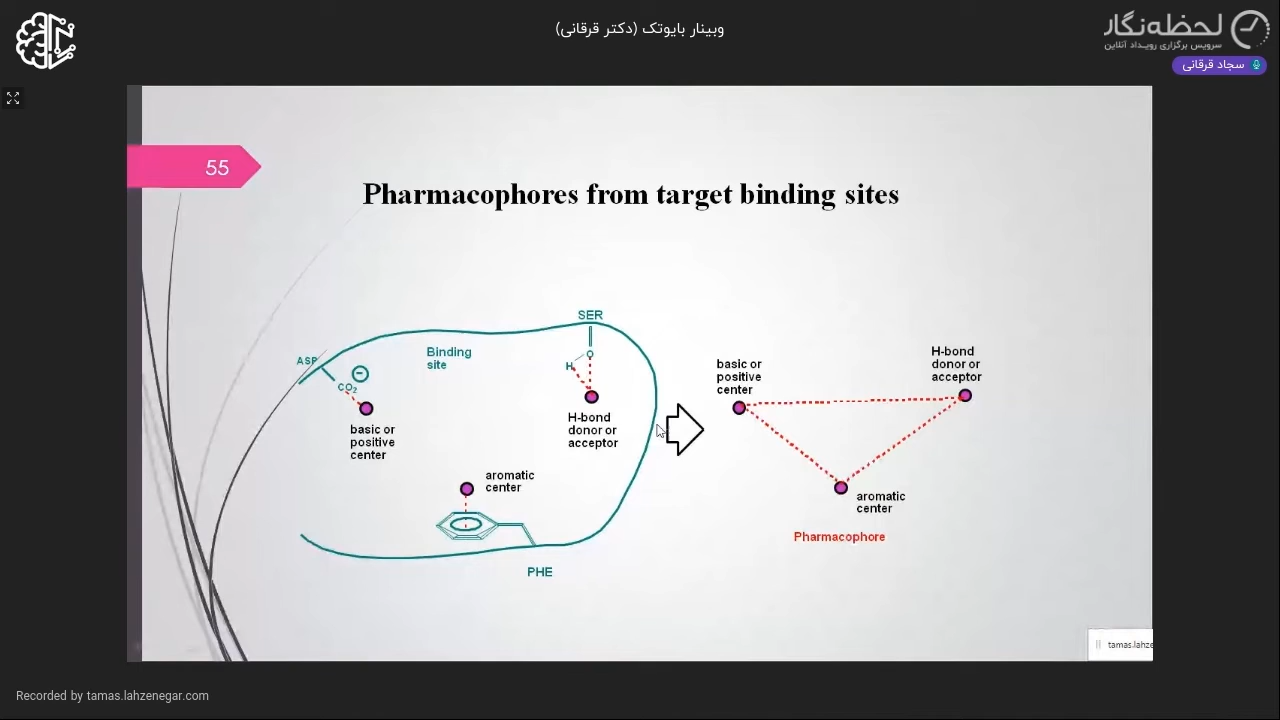 وبینار بایوتک (دکتر قرقانی)
لحظه‌نگار
سرویس برگزاری رویداد آنلاین
سجاد قرقانی
55
Pharmacophores from target binding sites
SER
ASP
Binding
site
O
H
CO2
basic or
positive
center
H-bond
donor or
acceptor
aromatic
center
PHE
basic or
positive
center
H-bond
donor or
acceptor
aromatic
center
Pharmacophore
tamas.lahze
Recorded by tamas.lahzenegar.com